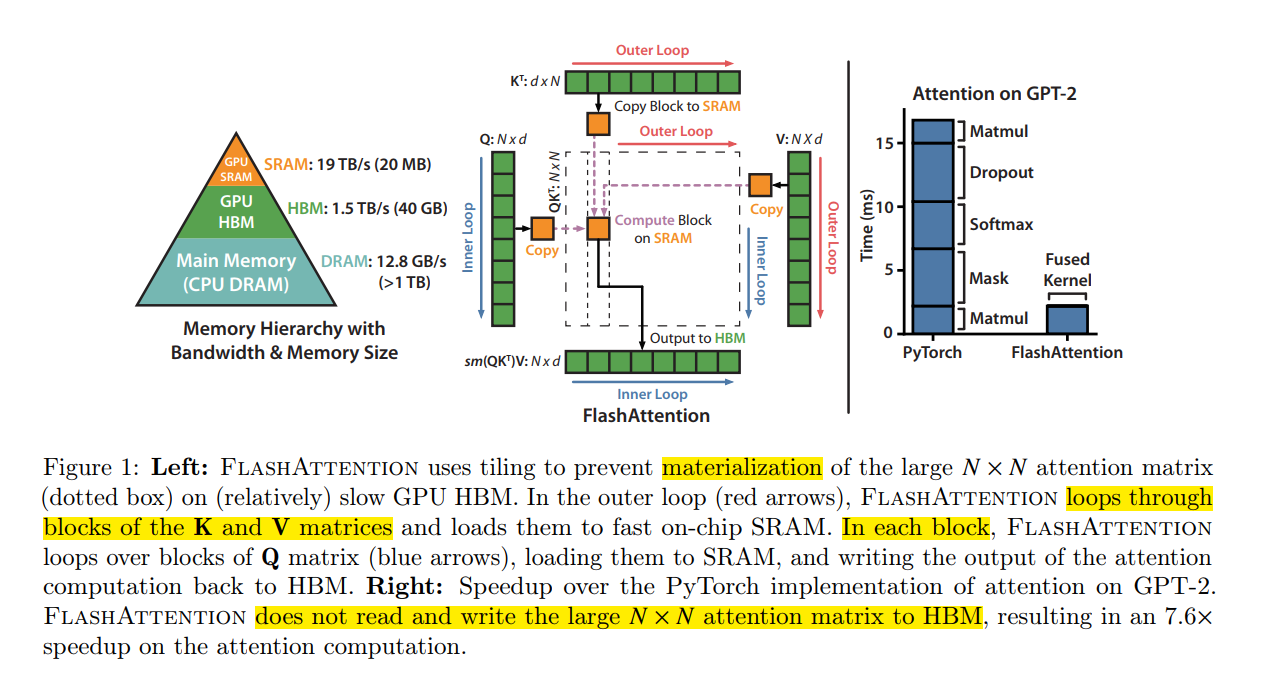 GPU
SRAM
SRAM: 19 TB/s (20 MB)
GPU
HBM
HBM: 1.5 TB/s (40 GB)
Main Memory
(CPU DRAM)
DRAM: 12.8 GB/s
(>1 TB)
Memory Hierarchy with
Bandwidth & Memory Size
Outer Loop
Kᵀ: d x N
Copy Block to SRAM
Outer Loop
Q: N x d
V: N X d
QKᵀ: N x N
Inner Loop
Copy
Compute Block
on SRAM
Copy
Inner Loop
Outer Loop
Output to HBM
sm(QKᵀ)V: N x d
Inner Loop
FlashAttention
Attention on GPT-2
Time (ms)
15
10
5
0
Matmul
Dropout
Softmax
Mask
Matmul
Fused
Kernel
PyTorch
FlashAttention
Figure 1: Left: FLASHATTENTION uses tiling to prevent materialization of the large N × N attention matrix
(dotted box) on (relatively) slow GPU HBM. In the outer loop (red arrows), FLASHATTENTION loops through
blocks of the K and V matrices and loads them to fast on-chip SRAM. In each block, FLASHATTENTION
loops over blocks of Q matrix (blue arrows), loading them to SRAM, and writing the output of the attention
computation back to HBM. Right: Speedup over the PyTorch implementation of attention on GPT-2.
FLASHATTENTION does not read and write the large N × N attention matrix to HBM, resulting in an 7.6×
speedup on the attention computation.